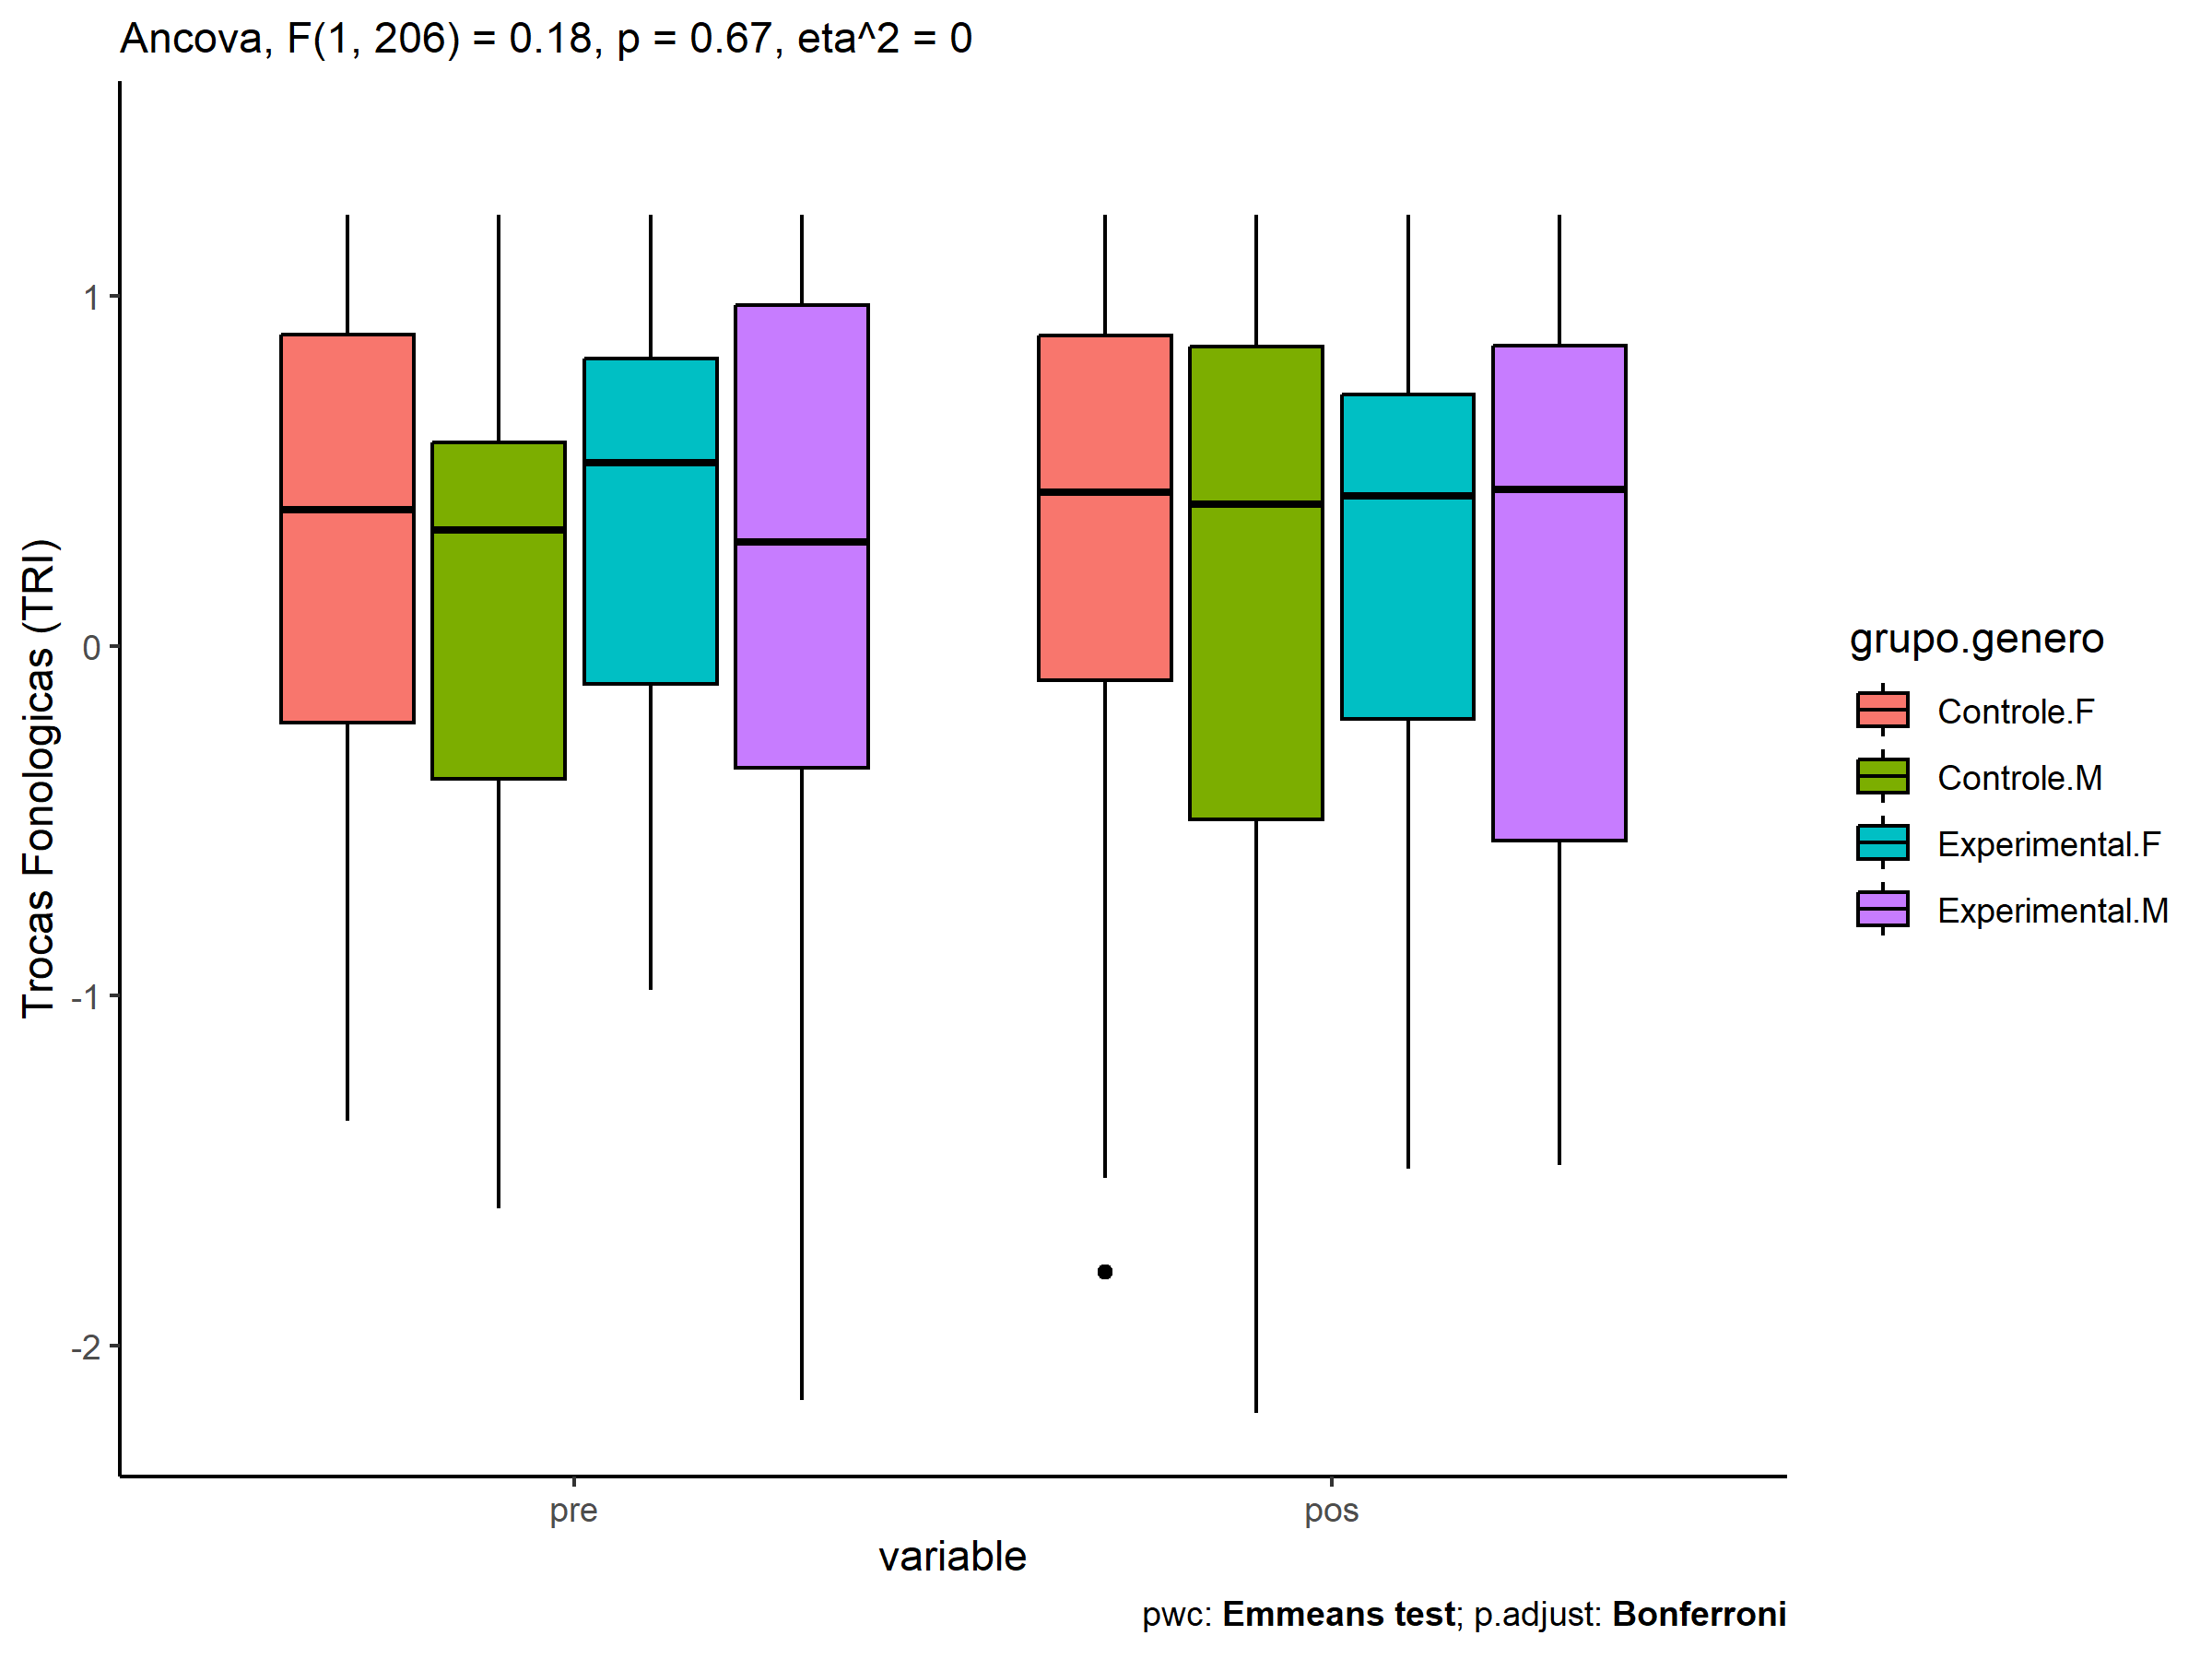 Ancova, F(1, 206) = 0.18, p = 0.67, eta^2 = 0
Trocas Fonologicas (TRI)
1
0
-1
-2
pre
pos
variable
grupo.genero
Controle.F
Controle.M
Experimental.F
Experimental.M
pwc: Emmeans test; p.adjust: Bonferroni